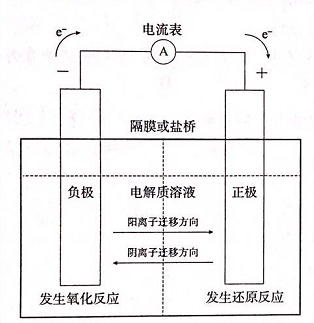 电流表
e⁻
A
e⁻
−
+
隔膜或盐桥
负极
电解质溶液
正极
阳离子迁移方向
阴离子迁移方向
发生氧化反应
发生还原反应